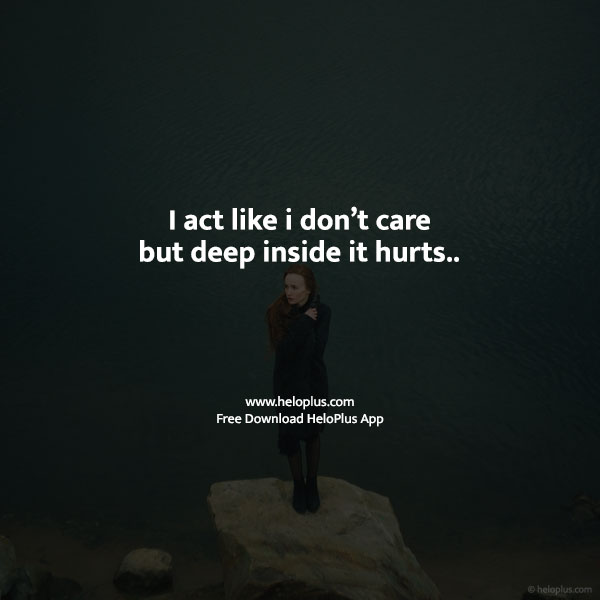 I act like i don’t care
but deep inside it hurts..
www.heloplus.com
Free Download HeloPlus App
© heloplus.com